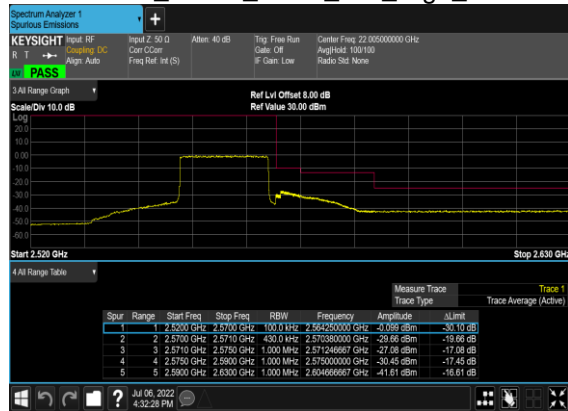 Spectrum Analyzer 1
Spurious Emissions
KEYSIGHT
R T
PASS
Input: RF
Coupling: DC
Align: Auto
Input Z: 50 Ω
Corr CCorr
Freq Ref: Int (S)
Atten: 40 dB
Trig: Free Run
Gate: Off
IF Gain: Low
Center Freq: 22.005000000 GHz
Avg|Hold: 100/100
Radio Std: None
3 All Range Graph
Scale/Div 10.0 dB
Ref Lvl Offset 8.00 dB
Ref Value 30.00 dBm
Log
20.0
10.0
0.00
-10.0
-20.0
-30.0
-40.0
-50.0
-60.0
Start 2.520 GHz
Stop 2.630 GHz
4 All Range Table
Measure Trace Trace 1
Trace Type Trace Average (Active)
Spur Range Start Freq Stop Freq RBW Frequency Amplitude ΔLimit
1 1 2.5200 GHz 2.5700 GHz 100.0 kHz 2.564250000 GHz -0.099 dBm -30.10 dB
2 2 2.5700 GHz 2.5710 GHz 430.0 kHz 2.570380000 GHz -29.66 dBm -19.66 dB
3 3 2.5710 GHz 2.5750 GHz 1.000 MHz 2.571246667 GHz -27.08 dBm -17.08 dB
4 4 2.5750 GHz 2.5900 GHz 1.000 MHz 2.575000000 GHz -30.45 dBm -17.45 dB
5 5 2.5900 GHz 2.6300 GHz 1.000 MHz 2.604666667 GHz -41.61 dBm -16.61 dB
Jul 06, 2022
4:32:28 PM